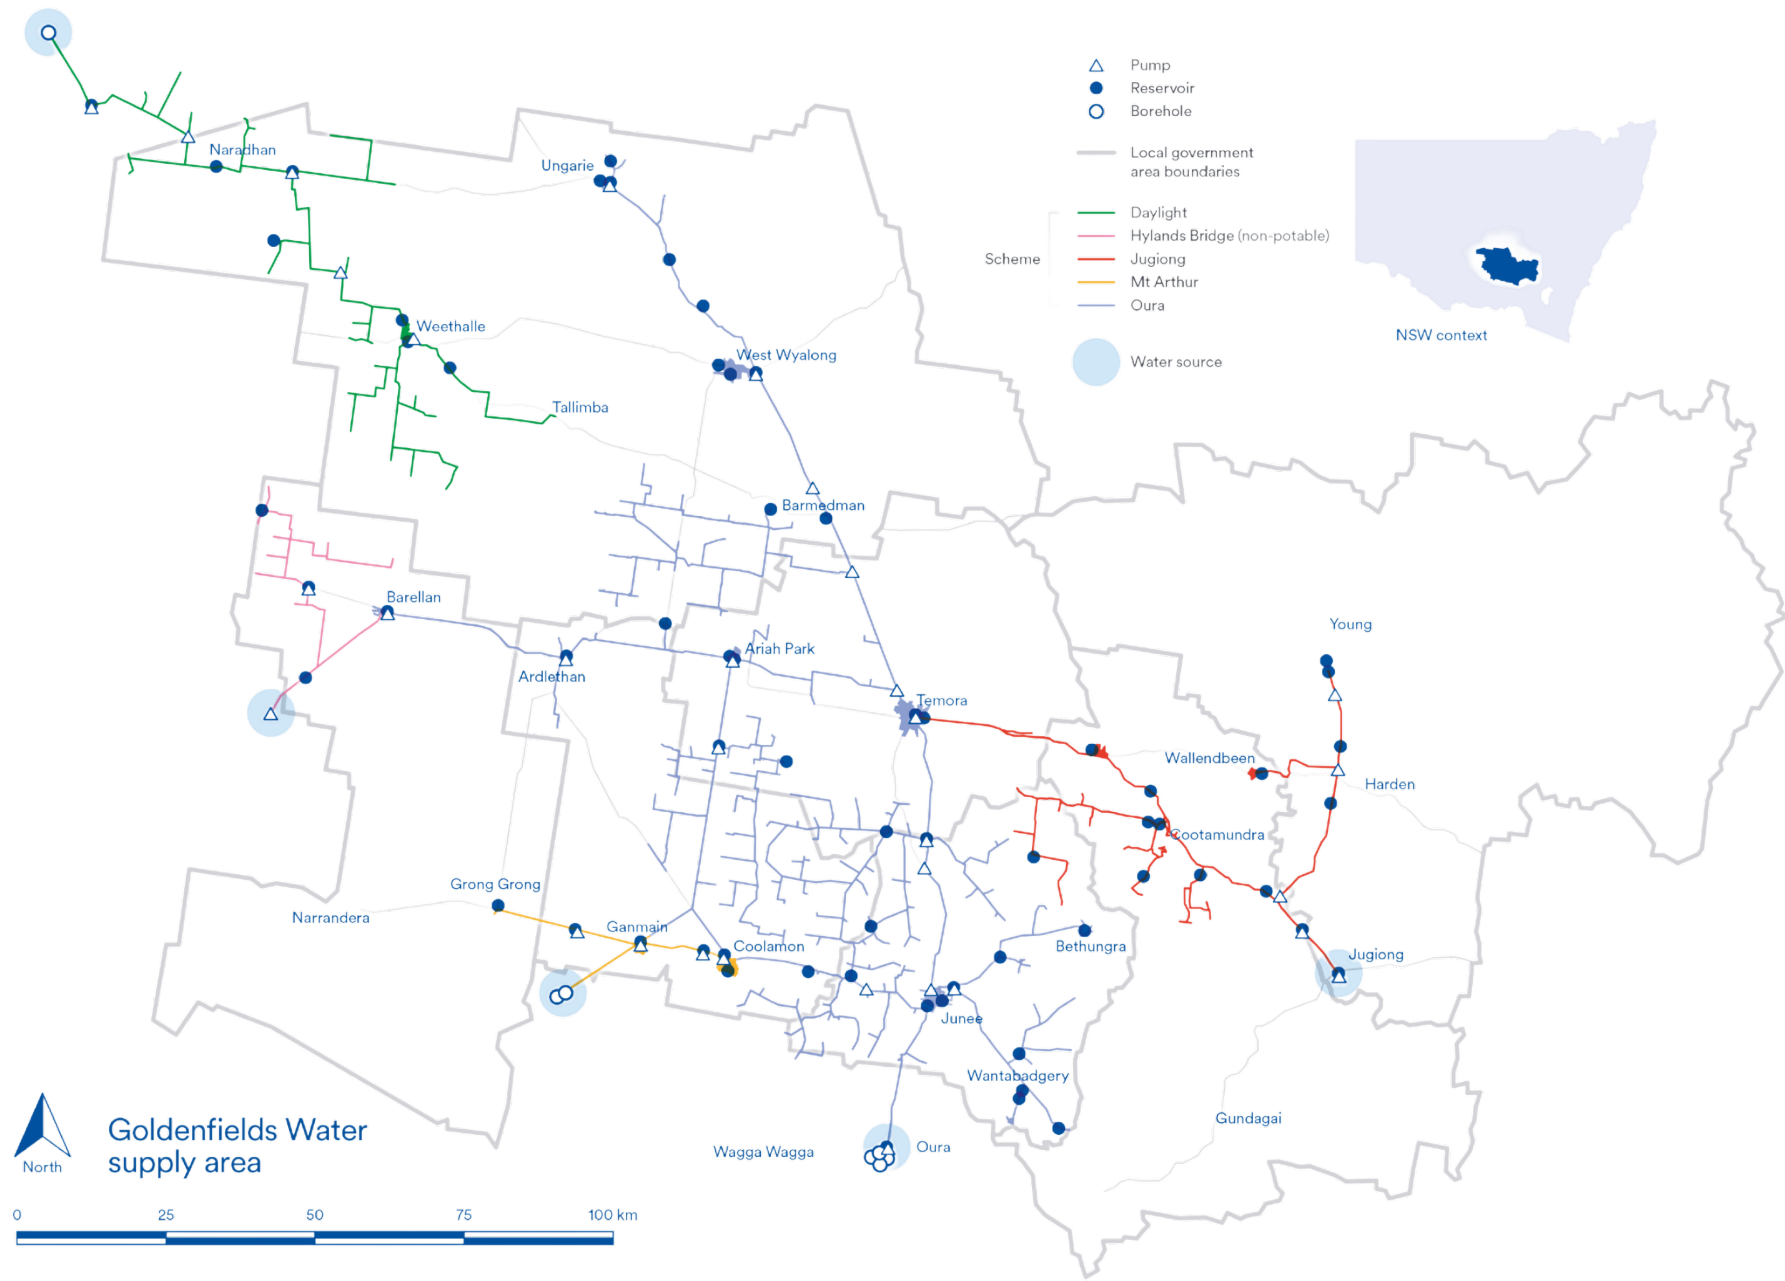 Pump
Reservoir
Borehole
Local government
area boundaries
Scheme
Daylight
Hylands Bridge (non-potable)
Jugiong
Mt Arthur
Oura
Water source
NSW context
Naradhan
Ungarie
Weethalle
West Wyalong
Tallimba
Barmedman
Barellan
Ariah Park
Ardlethan
Temora
Young
Wallendbeen
Harden
Cootamundra
Grong Grong
Narrandera
Ganmain
Coolamon
Bethungra
Jugiong
Junee
Wantabadgery
Gundagai
Wagga Wagga
Oura
North
Goldenfields Water
supply area
0 25 50 75 100 km